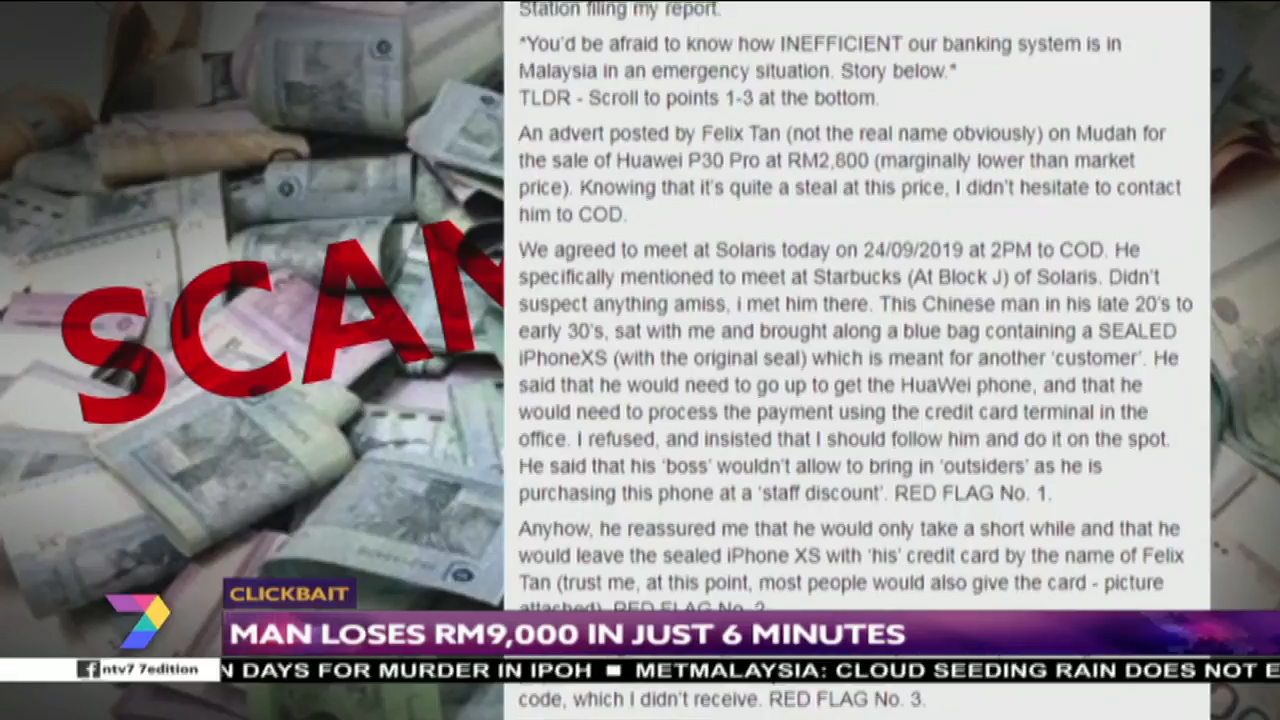 Station filing my report.
*You'd be afraid to know how INEFFICIENT our banking system is in
Malaysia in an emergency situation. Story below.*
TLDR - Scroll to points 1-3 at the bottom.
An advert posted by Felix Tan (not the real name obviously) on Mudah for
the sale of Huawei P30 Pro at RM2,800 (marginally lower than market
price). Knowing that it's quite a steal at this price, I didn't hesitate to contact
him to COD.
We agreed to meet at Solaris today on 24/09/2019 at 2PM to COD. He
specifically mentioned to meet at Starbucks (At Block J) of Solaris. Didn't
suspect anything amiss, i met him there. This Chinese man in his late 20's to
early 30's, sat with me and brought along a blue bag containing a SEALED
iPhoneXS (with the original seal) which is meant for another 'customer'. He
said that he would need to go up to get the HuaWei phone, and that he
would need to process the payment using the credit card terminal in the
office. I refused, and insisted that I should follow him and do it on the spot.
He said that his 'boss' wouldn't allow to bring in 'outsiders' as he is
purchasing this phone at a 'staff discount'. RED FLAG No. 1.
Anyhow, he reassured me that he would only take a short while and that he
would leave the sealed iPhone XS with 'his' credit card by the name of Felix
Tan (trust me, at this point, most people would also give the card - picture
attached). RED FLAG No. 2
SCAM
CLICKBAIT
MAN LOSES RM9,000 IN JUST 6 MINUTES
7
f ntv7 7edition
N DAYS FOR MURDER IN IPOH ■ METMALAYSIA: CLOUD SEEDING RAIN DOES NOT E
code, which I didn't receive. RED FLAG No. 3.